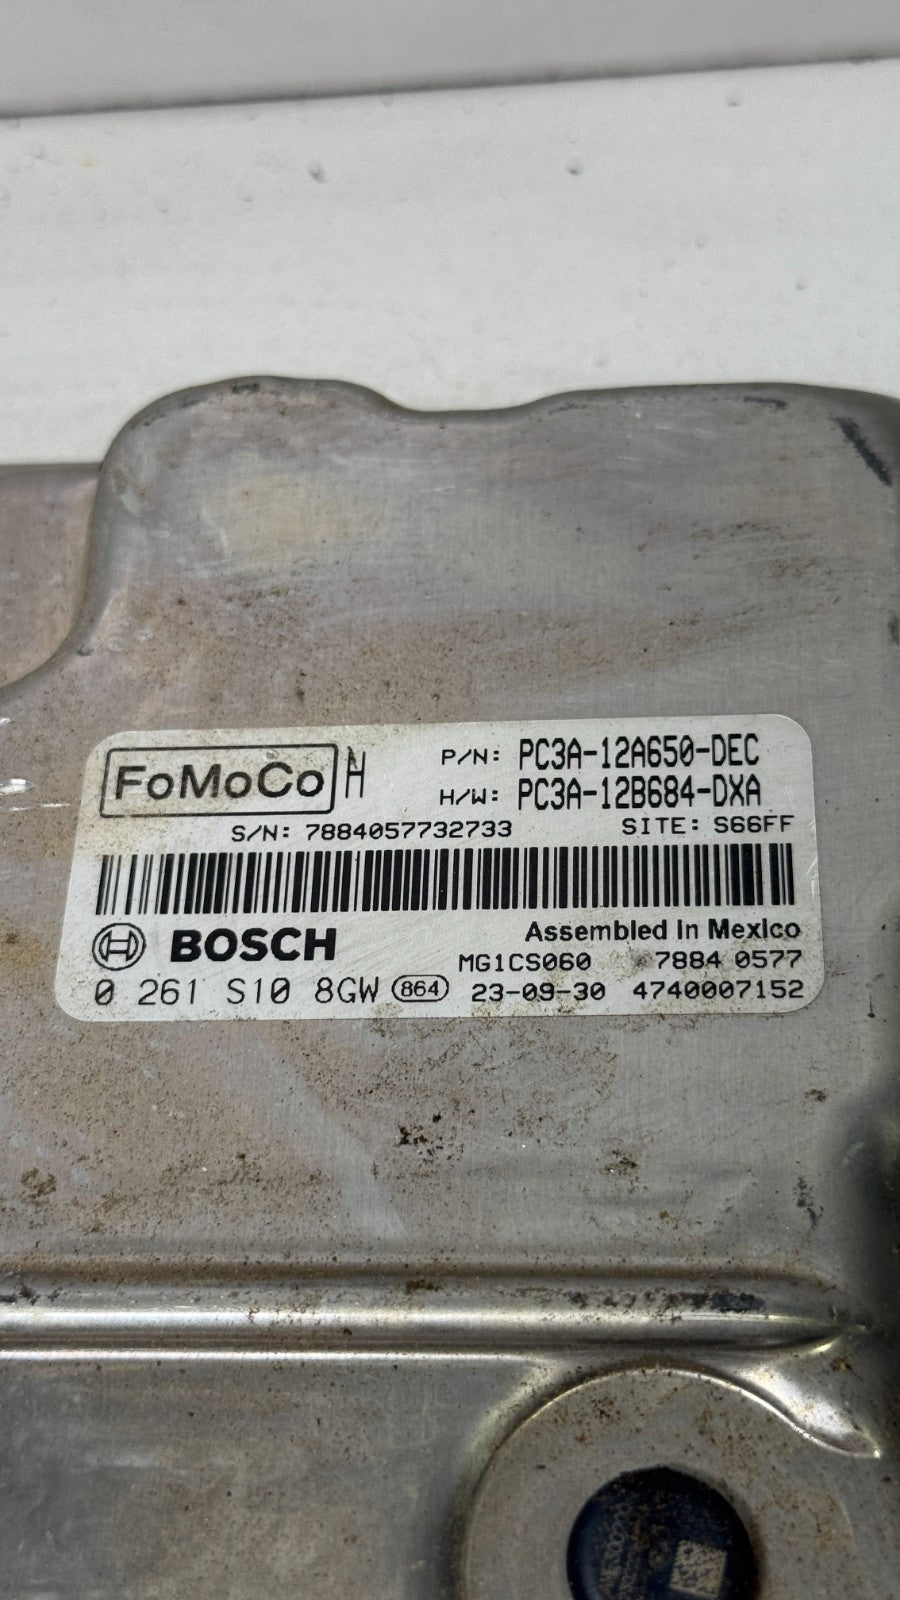 FoMoCo H P/N: PC3A-12A650-DEC
H/W: PC3A-12B684-DXA
S/N: 7884057732733 SITE: S66FF
BOSCH Assembled in Mexico
MG1CS060 7884 0577
0 261 S10 8GW 864 23-09-30 4740007152